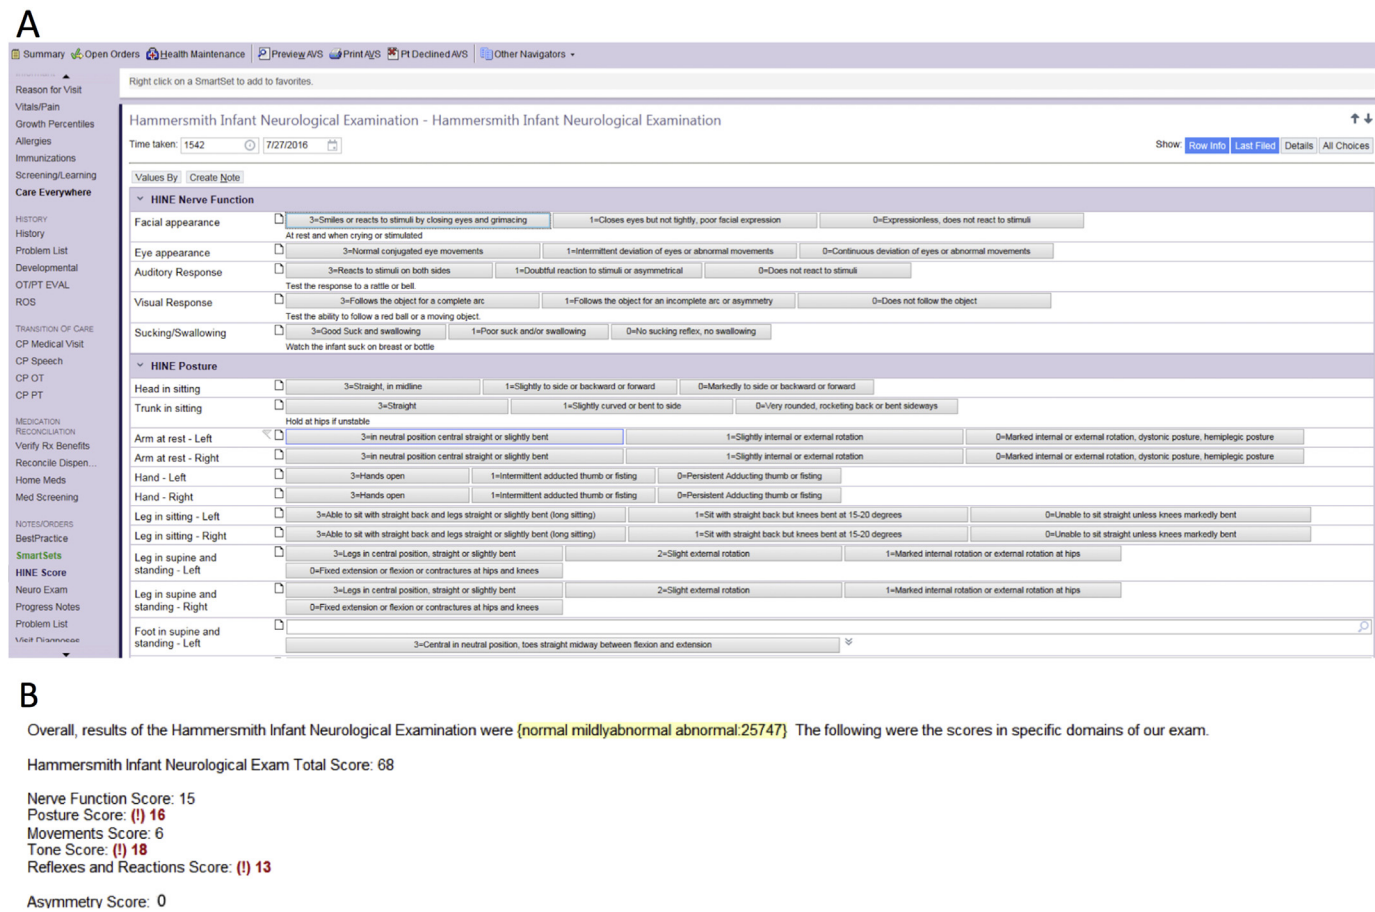 A
Summary Open Orders Health Maintenance Preview AVS Print AVS Pt Declined AVS Other Navigators
Right click on a SmartSet to add to favorites.
Reason for Visit
Vitals/Pain
Growth Percentiles
Allergies
Immunizations
Screening/Learning
Care Everywhere
HISTORY
History
Problem List
Developmental
OT/PT EVAL
ROS
TRANSITION OF CARE
CP Medical Visit
CP Speech
CP OT
CP PT
MEDICATION
RECONCILIATION
Verify Rx Benefits
Reconcile Dispen...
Home Meds
Med Screening
NOTES/ORDERS
BestPractice
SmartSets
HINE Score
Neuro Exam
Progress Notes
Problem List
Visit Diagnoses
Hammersmith Infant Neurological Examination - Hammersmith Infant Neurological Examination
Time taken: 1542 7/27/2016 Show: Row Info Last Filed Details All Choices
Values By Create Note
HINE Nerve Function
Facial appearance 3=Smiles or reacts to stimuli by closing eyes and grimacing 1=Closes eyes but not tightly, poor facial expression 0=Expressionless, does not react to stimuli
At rest and when crying or stimulated
Eye appearance 3=Normal conjugated eye movements 1=Intermittent deviation of eyes or abnormal movements 0=Continuous deviation of eyes or abnormal movements
Auditory Response 3=Reacts to stimuli on both sides 1=Doubtful reaction to stimuli or asymmetrical 0=Does not react to stimuli
Test the response to a rattle or bell.
Visual Response 3=Follows the object for a complete arc 1=Follows the object for an incomplete arc or asymmetry 0=Does not follow the object
Test the ability to follow a red ball or a moving object.
Sucking/Swallowing 3=Good Suck and swallowing 1=Poor suck and/or swallowing 0=No sucking reflex, no swallowing
Watch the infant suck on breast or bottle
HINE Posture
Head in sitting 3=Straight, in midline 1=Slightly to side or backward or forward 0=Markedly to side or backward or forward
Trunk in sitting 3=Straight 1=Slightly curved or bent to side 0=Very rounded, rocketing back or bent sideways
Hold at hips if unstable
Arm at rest - Left 3=in neutral position central straight or slightly bent 1=Slightly internal or external rotation 0=Marked internal or external rotation, dystonic posture, hemiplegic posture
Arm at rest - Right 3=in neutral position central straight or slightly bent 1=Slightly internal or external rotation 0=Marked internal or external rotation, dystonic posture, hemiplegic posture
Hand - Left 3=Hands open 1=Intermittent adducted thumb or fisting 0=Persistent Adducting thumb or fisting
Hand - Right 3=Hands open 1=Intermittent adducted thumb or fisting 0=Persistent Adducting thumb or fisting
Leg in sitting - Left 3=Able to sit with straight back and legs straight or slightly bent (long sitting) 1=Sit with straight back but knees bent at 15-20 degrees 0=Unable to sit straight unless knees markedly bent
Leg in sitting - Right 3=Able to sit with straight back and legs straight or slightly bent (long sitting) 1=Sit with straight back but knees bent at 15-20 degrees 0=Unable to sit straight unless knees markedly bent
Leg in supine and 3=Legs in central position, straight or slightly bent 2=Slight external rotation 1=Marked internal rotation or external rotation at hips
standing - Left 0=Fixed extension or flexion or contractures at hips and knees
Leg in supine and 3=Legs in central position, straight or slightly bent 2=Slight external rotation 1=Marked internal rotation or external rotation at hips
standing - Right 0=Fixed extension or flexion or contractures at hips and knees
Foot in supine and
standing - Left 3=Central in neutral position, toes straight midway between flexion and extension
B
Overall, results of the Hammersmith Infant Neurological Examination were {normal mildlyabnormal abnormal:25747} The following were the scores in specific domains of our exam.
Hammersmith Infant Neurological Exam Total Score: 68
Nerve Function Score: 15
Posture Score: (!) 16
Movements Score: 6
Tone Score: (!) 18
Reflexes and Reactions Score: (!) 13
Asymmetry Score: 0